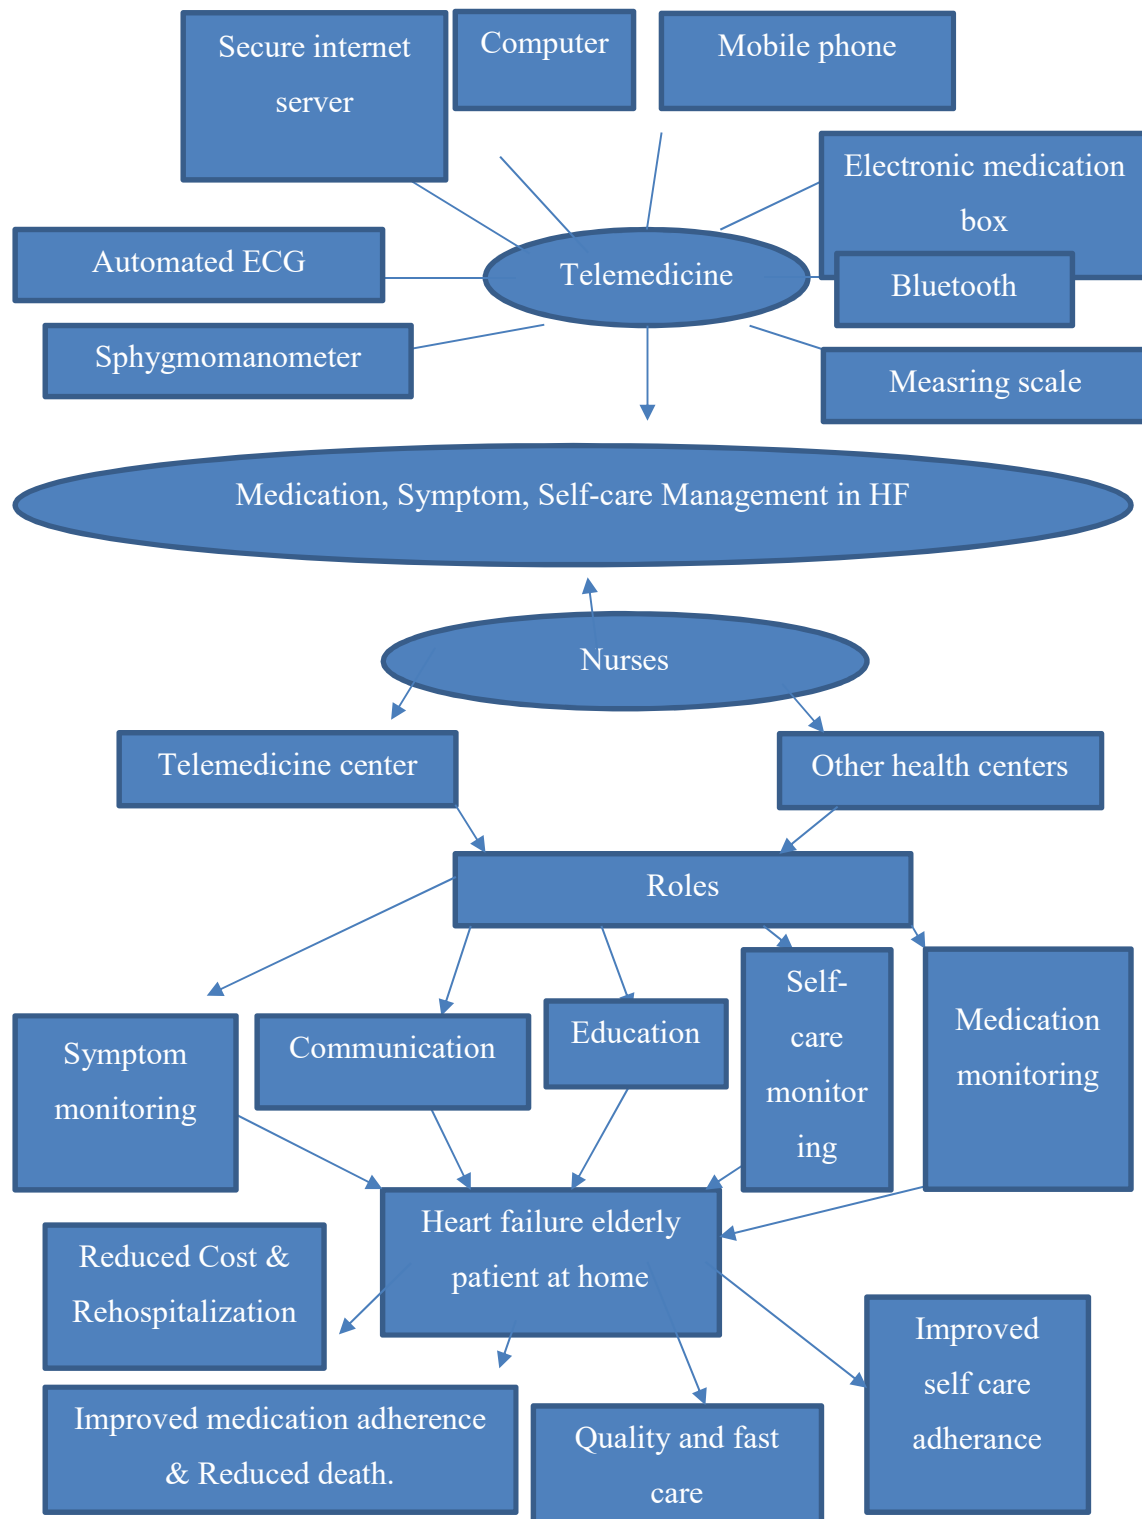 Secure internet
server
Computer
Mobile phone
Electronic medication
box
Automated ECG
Telemedicine
Bluetooth
Sphygmomanometer
Measring scale
Medication, Symptom, Self-care Management in HF
Nurses
Telemedicine center
Other health centers
Roles
Symptom
monitoring
Communication
Education
Self-
care
monitor
ing
Medication
monitoring
Heart failure elderly
patient at home
Reduced Cost &
Rehospitalization
Improved medication adherence
& Reduced death.
Quality and fast
care
Improved
self care
adherance